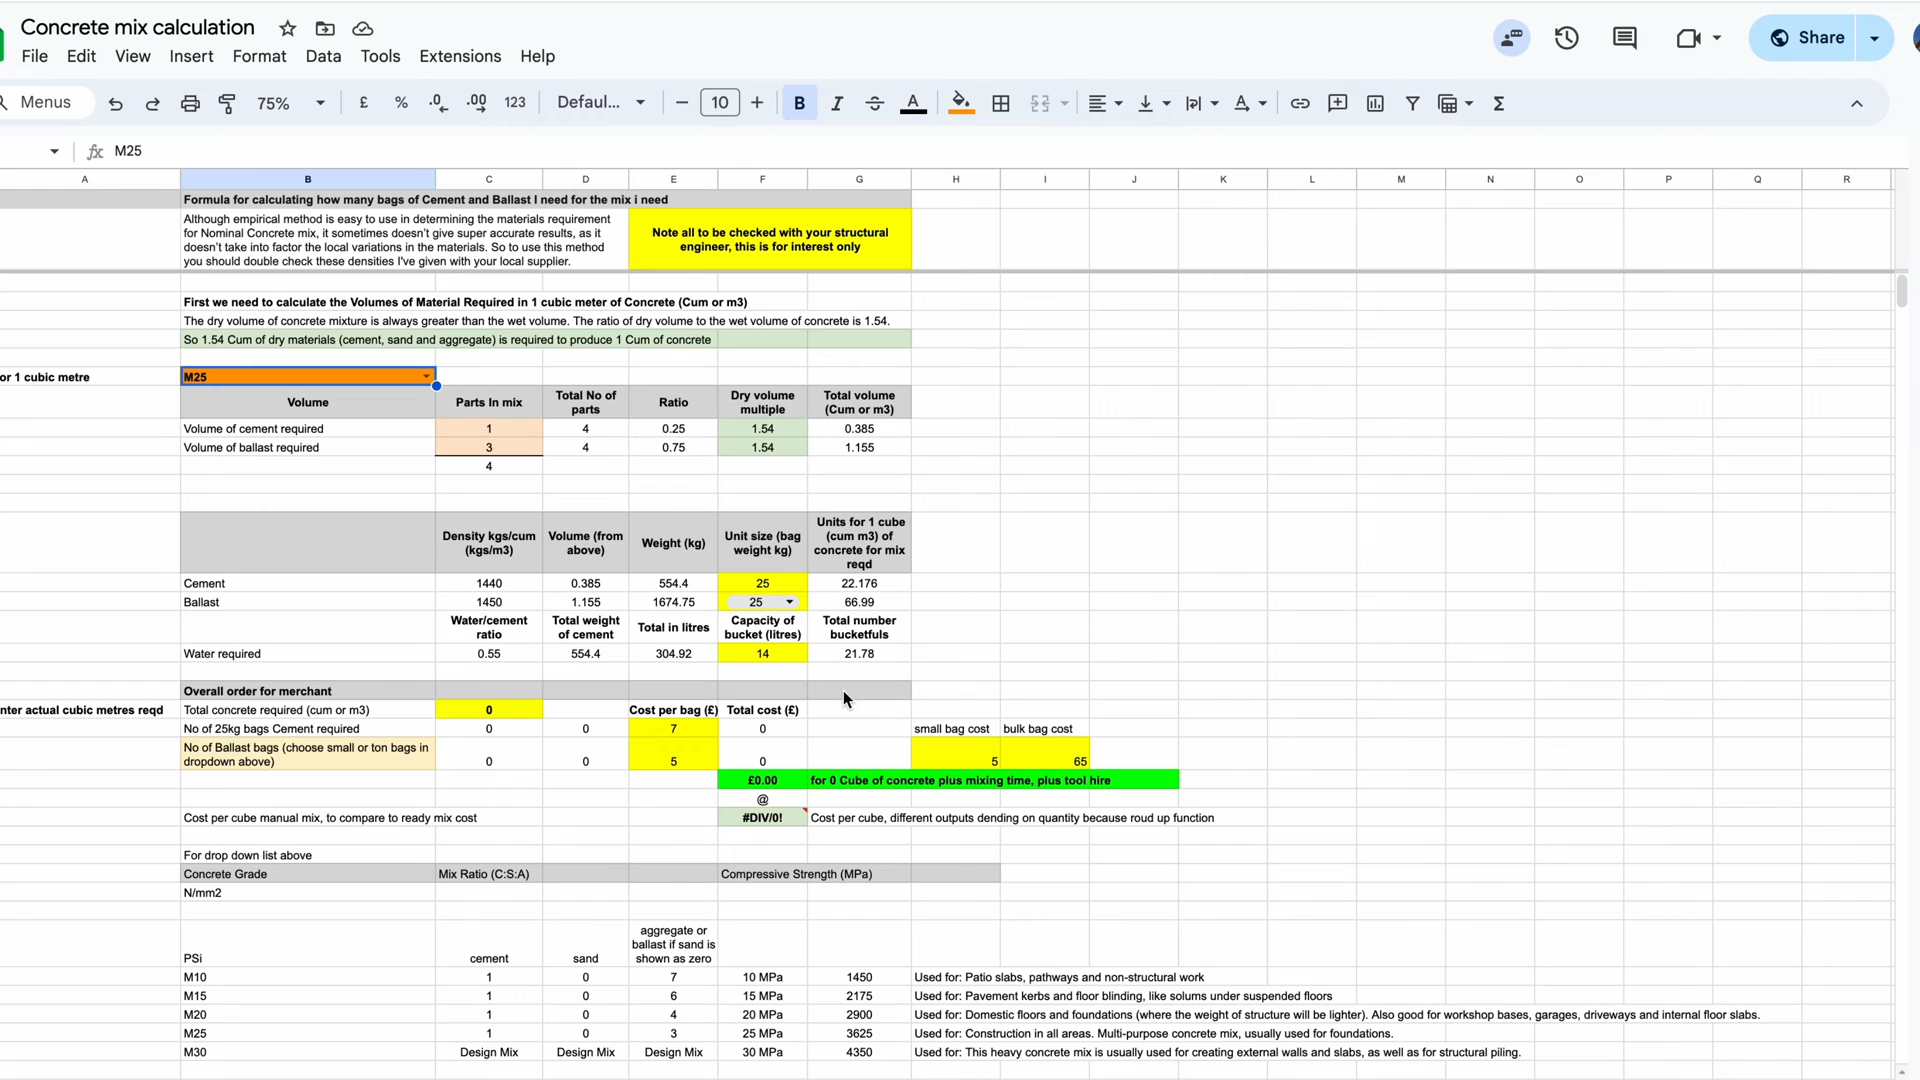 Concrete mix calculation
File Edit View Insert Format Data Tools Extensions Help
Share
Menus 75% £ % .0 .00 123 Defaul... 10 B I S A Σ
fx M25
A B C D E F G H I J K L M N O P Q R
Formula for calculating how many bags of Cement and Ballast I need for the mix i need
Although empirical method is easy to use in determining the materials requirement
for Nominal Concrete mix, it sometimes doesn't give super accurate results, as it
doesn't take into factor the local variations in the materials. So to use this method
you should double check these densities I've given with your local supplier.
Note all to be checked with your structural
engineer, this is for interest only
First we need to calculate the Volumes of Material Required in 1 cubic meter of Concrete (Cum or m3)
The dry volume of concrete mixture is always greater than the wet volume. The ratio of dry volume to the wet volume of concrete is 1.54.
So 1.54 Cum of dry materials (cement, sand and aggregate) is required to produce 1 Cum of concrete
or 1 cubic metre M25
Volume
Parts In mix
Total No of
parts
Ratio
Dry volume
multiple
Total volume
(Cum or m3)
Volume of cement required 1 4 0.25 1.54 0.385
Volume of ballast required 3 4 0.75 1.54 1.155
4
Density kgs/cum
(kgs/m3)
Volume (from
above)
Weight (kg)
Unit size (bag
weight kg)
Units for 1 cube
(cum m3) of
concrete for mix
reqd
Cement 1440 0.385 554.4 25 22.176
Ballast 1450 1.155 1674.75 25 66.99
Water/cement
ratio
Total weight
of cement
Total in litres
Capacity of
bucket (litres)
Total number
bucketfuls
Water required 0.55 554.4 304.92 14 21.78
Overall order for merchant
nter actual cubic metres reqd Total concrete required (cum or m3) 0 Cost per bag (£) Total cost (£)
No of 25kg bags Cement required 0 0 7 0 small bag cost bulk bag cost
No of Ballast bags (choose small or ton bags in
dropdown above) 0 0 5 0 5 65
£0.00 for 0 Cube of concrete plus mixing time, plus tool hire
@
Cost per cube manual mix, to compare to ready mix cost #DIV/0! Cost per cube, different outputs dending on quantity because roud up function
For drop down list above
Concrete Grade Mix Ratio (C:S:A) Compressive Strength (MPa)
N/mm2
aggregate or
ballast if sand is
shown as zero
PSi cement sand
M10 1 0 7 10 MPa 1450 Used for: Patio slabs, pathways and non-structural work
M15 1 0 6 15 MPa 2175 Used for: Pavement kerbs and floor blinding, like solums under suspended floors
M20 1 0 4 20 MPa 2900 Used for: Domestic floors and foundations (where the weight of structure will be lighter). Also good for workshop bases, garages, driveways and internal floor slabs.
M25 1 0 3 25 MPa 3625 Used for: Construction in all areas. Multi-purpose concrete mix, usually used for foundations.
M30 Design Mix Design Mix Design Mix 30 MPa 4350 Used for: This heavy concrete mix is usually used for creating external walls and slabs, as well as for structural piling.